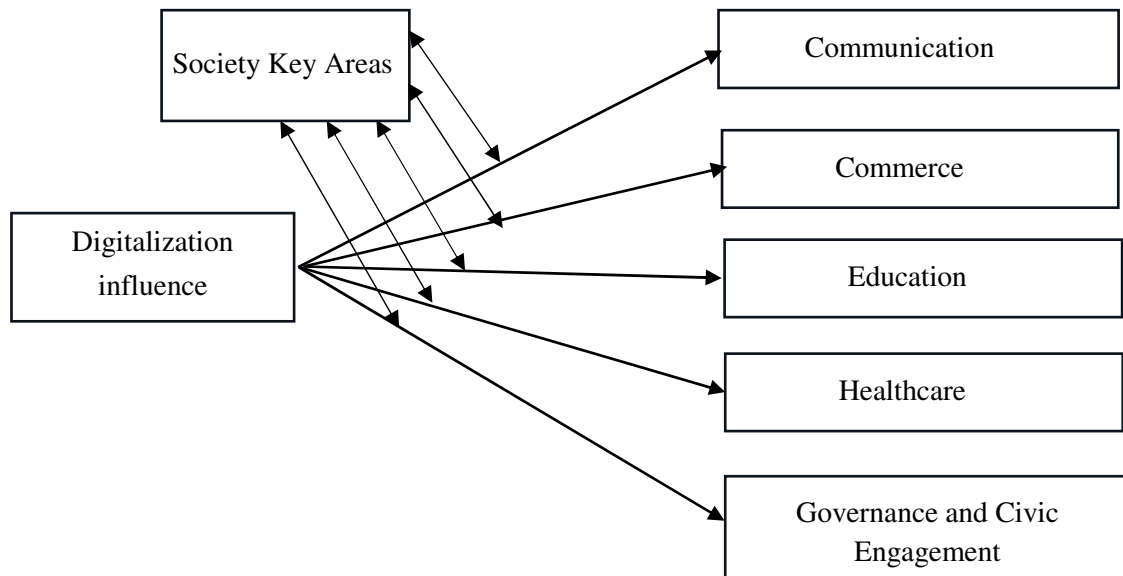 Society Key Areas
Communication
Commerce
Digitalization
influence
Education
Healthcare
Governance and Civic
Engagement